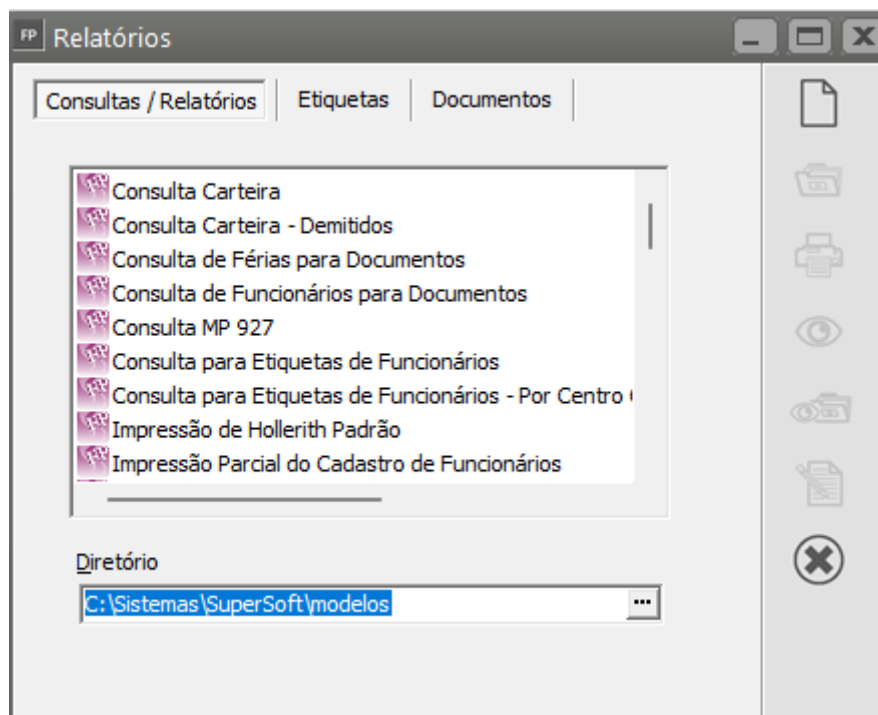 FP Relatórios
Consultas / Relatórios Etiquetas Documentos
Consulta Carteira
Consulta Carteira - Demitidos
Consulta de Férias para Documentos
Consulta de Funcionários para Documentos
Consulta MP 927
Consulta para Etiquetas de Funcionários
Consulta para Etiquetas de Funcionários - Por Centro
Impressão de Hollerith Padrão
Impressão Parcial do Cadastro de Funcionários
Diretório
C:\Sistemas\SuperSoft\modelos ...